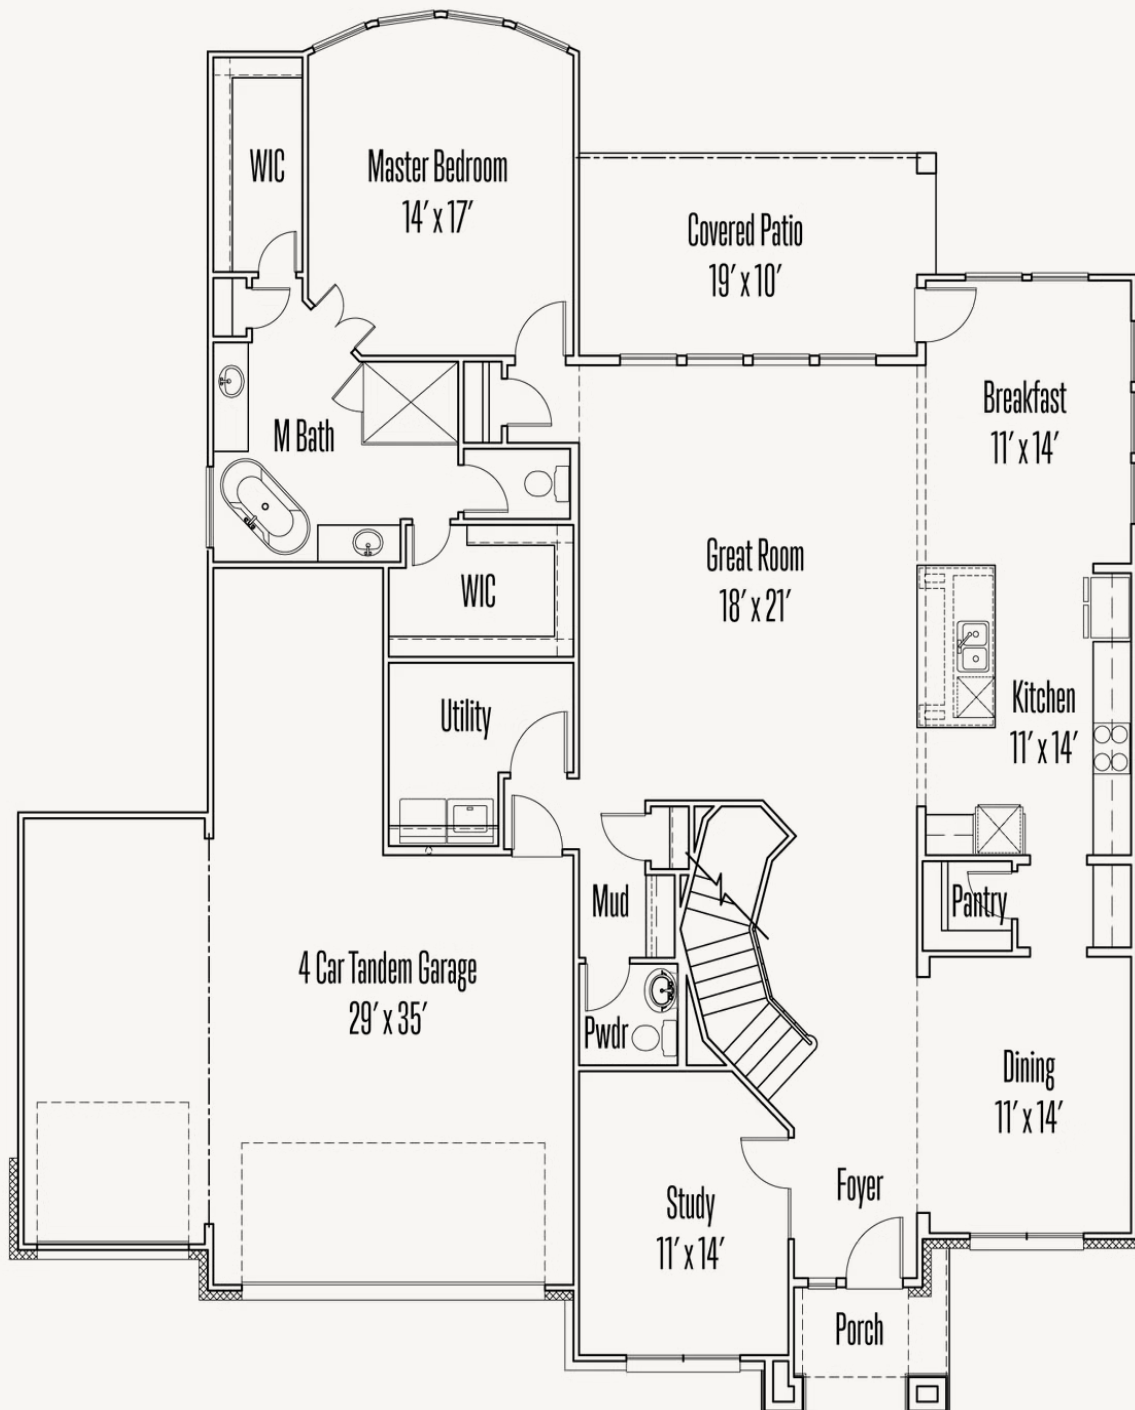 WIC
Master Bedroom
14' x 17'
Covered Patio
19' x 10'
Breakfast
11' x 14'
M Bath
Great Room
18' x 21'
WIC
Utility
Kitchen
11' x 14'
Mud
Pantry
4 Car Tandem Garage
29' x 35'
Pwdr
Dining
11' x 14'
Foyer
Study
11' x 14'
Porch